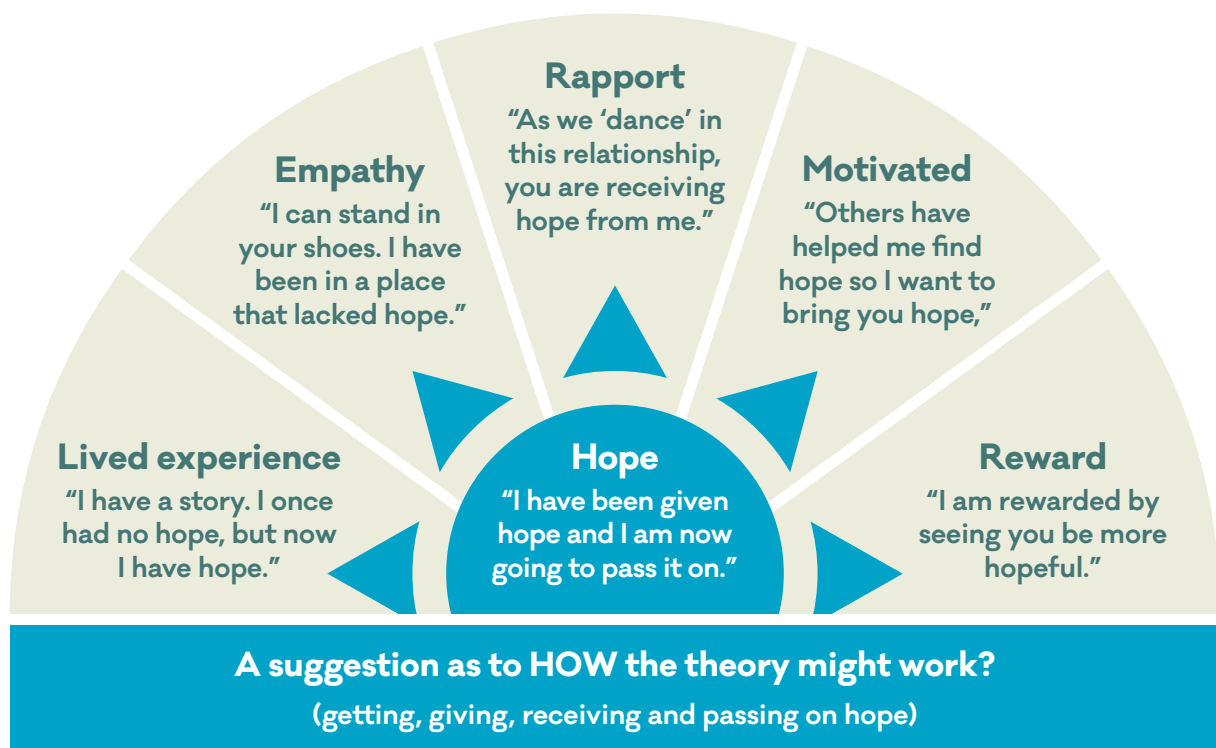 Rapport
“As we ‘dance’ in
this relationship,
you are receiving
hope from me.”
Empathy
“I can stand in
your shoes. I have
been in a place
that lacked hope.”
Motivated
“Others have
helped me find
hope so I want to
bring you hope,”
Lived experience
“I have a story. I once
had no hope, but now
I have hope.”
Hope
“I have been given
hope and I am now
going to pass it on.”
Reward
“I am rewarded by
seeing you be more
hopeful.”
A suggestion as to HOW the theory might work?
(getting, giving, receiving and passing on hope)